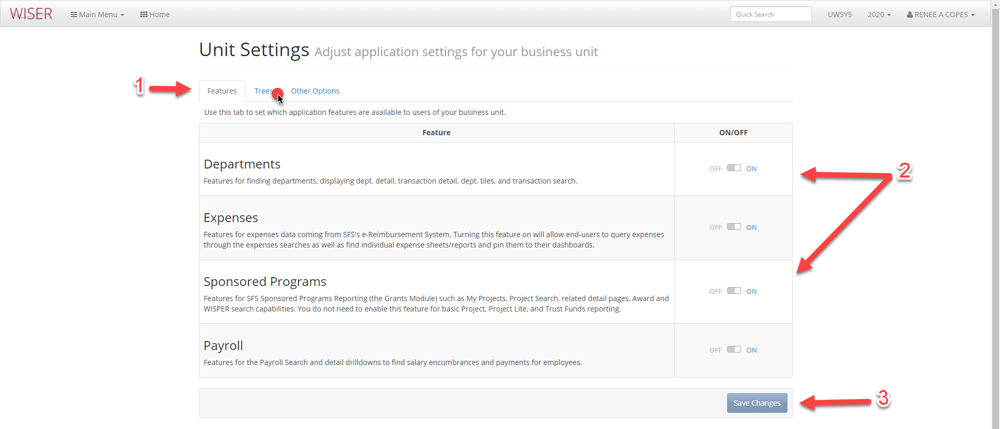 WISER
Main Menu
Home
Quick Search
UWSYS
2020
RENEE A COPES
Unit Settings Adjust application settings for your business unit
1
Features
Trees
Other Options
Use this tab to set which application features are available to users of your business unit.
Feature
ON/OFF
Departments
Features for finding departments, displaying dept. detail, transaction detail, dept. tiles, and transaction search.
OFF
ON
2
Expenses
Features for expenses data coming from SFS's e-Reimbursement System. Turning this feature on will allow end-users to query expenses
through the expenses searches as well as find individual expense sheets/reports and pin them to their dashboards.
OFF
ON
Sponsored Programs
Features for SFS Sponsored Programs Reporting (the Grants Module) such as My Projects, Project Search, related detail pages, Award and
WISPER search capabilities. You do not need to enable this feature for basic Project, Project Lite, and Trust Funds reporting.
OFF
ON
Payroll
Features for the Payroll Search and detail drilldowns to find salary encumbrances and payments for employees.
OFF
ON
Save Changes
3